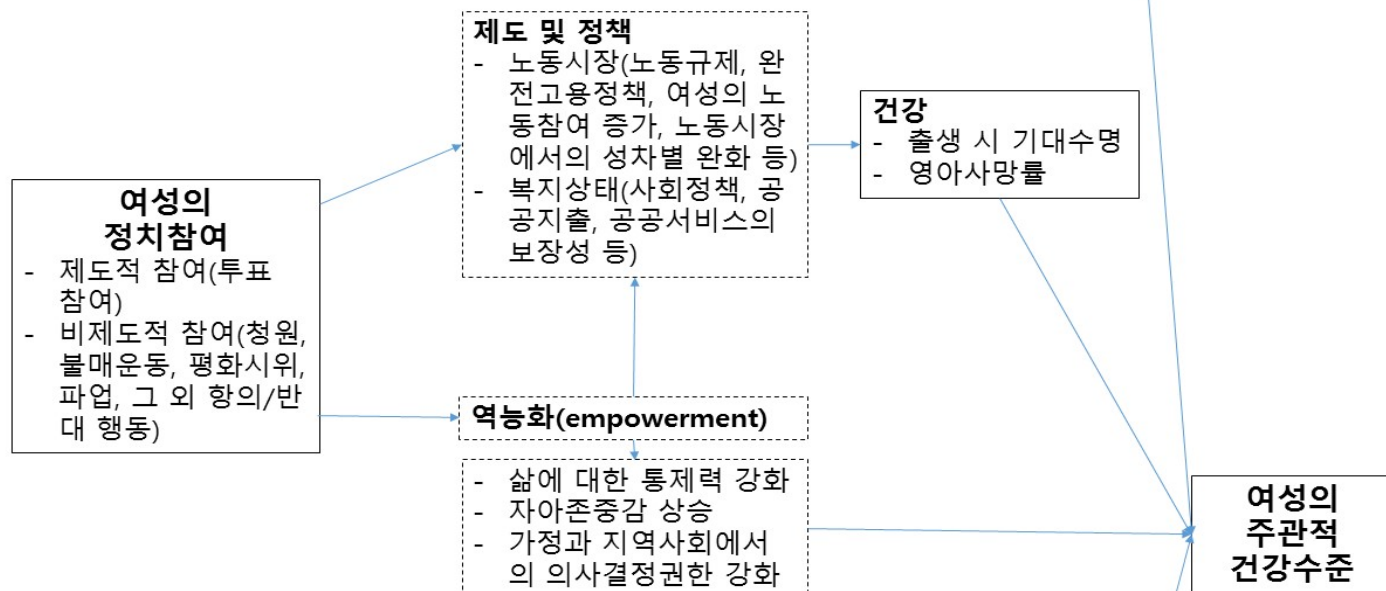 여성의
정치참여
- 제도적 참여(투표
참여)
- 비제도적 참여(청원,
불매운동, 평화시위,
파업, 그 외 항의/반
대 행동)
제도 및 정책
- 노동시장(노동규제, 완
전고용정책, 여성의 노
동참여 증가, 노동시장
에서의 성차별 완화 등)
- 복지상태(사회정책, 공
공지출, 공공서비스의
보장성 등)
역능화(empowerment)
- 삶에 대한 통제력 강화
- 자아존중감 상승
- 가정과 지역사회에서
의 의사결정권한 강화
건강
- 출생 시 기대수명
- 영아사망률
여성의
주관적
건강수준